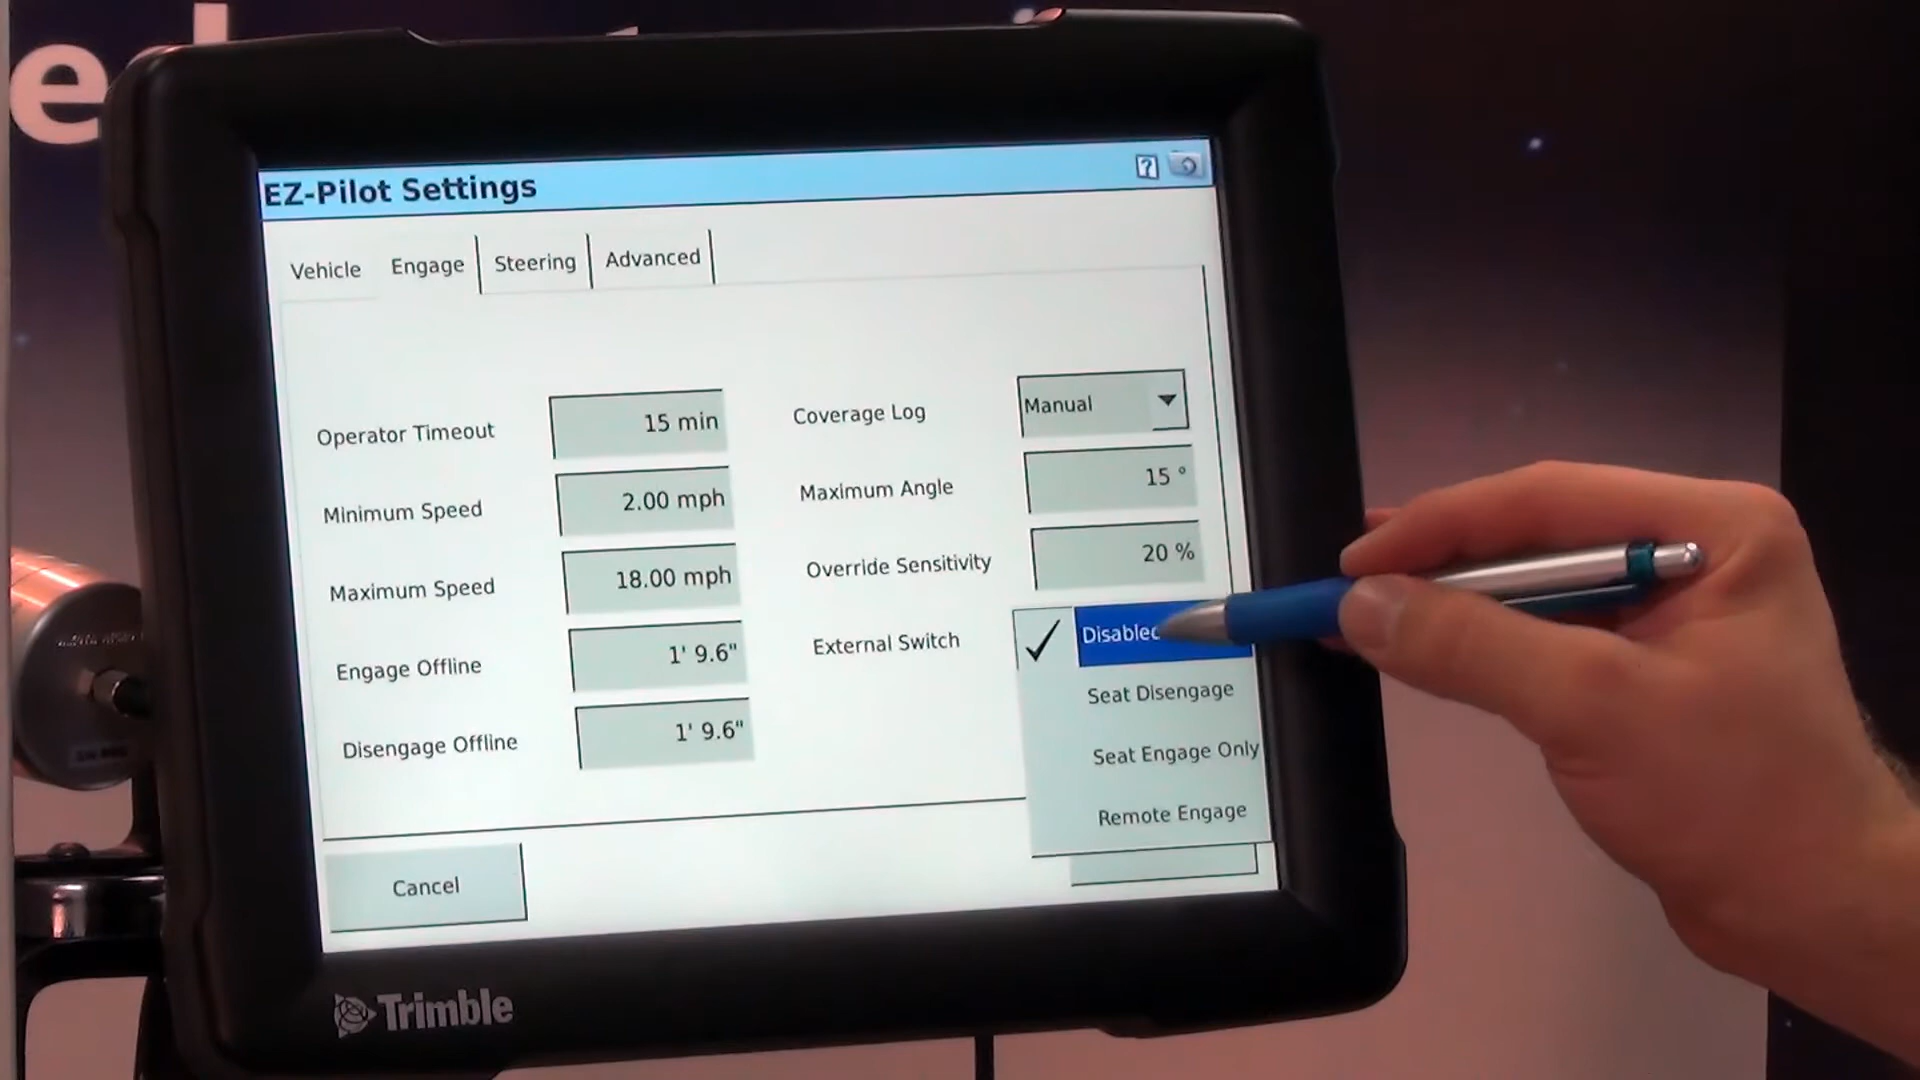 EZ-Pilot Settings
?
Vehicle
Engage
Steering
Advanced
Operator Timeout
15 min
Coverage Log
Manual
Minimum Speed
2.00 mph
Maximum Angle
15 °
Maximum Speed
18.00 mph
Override Sensitivity
20 %
Engage Offline
1' 9.6"
External Switch
Disabled
Seat Disengage
Disengage Offline
1' 9.6"
Seat Engage Only
Remote Engage
Cancel
Trimble